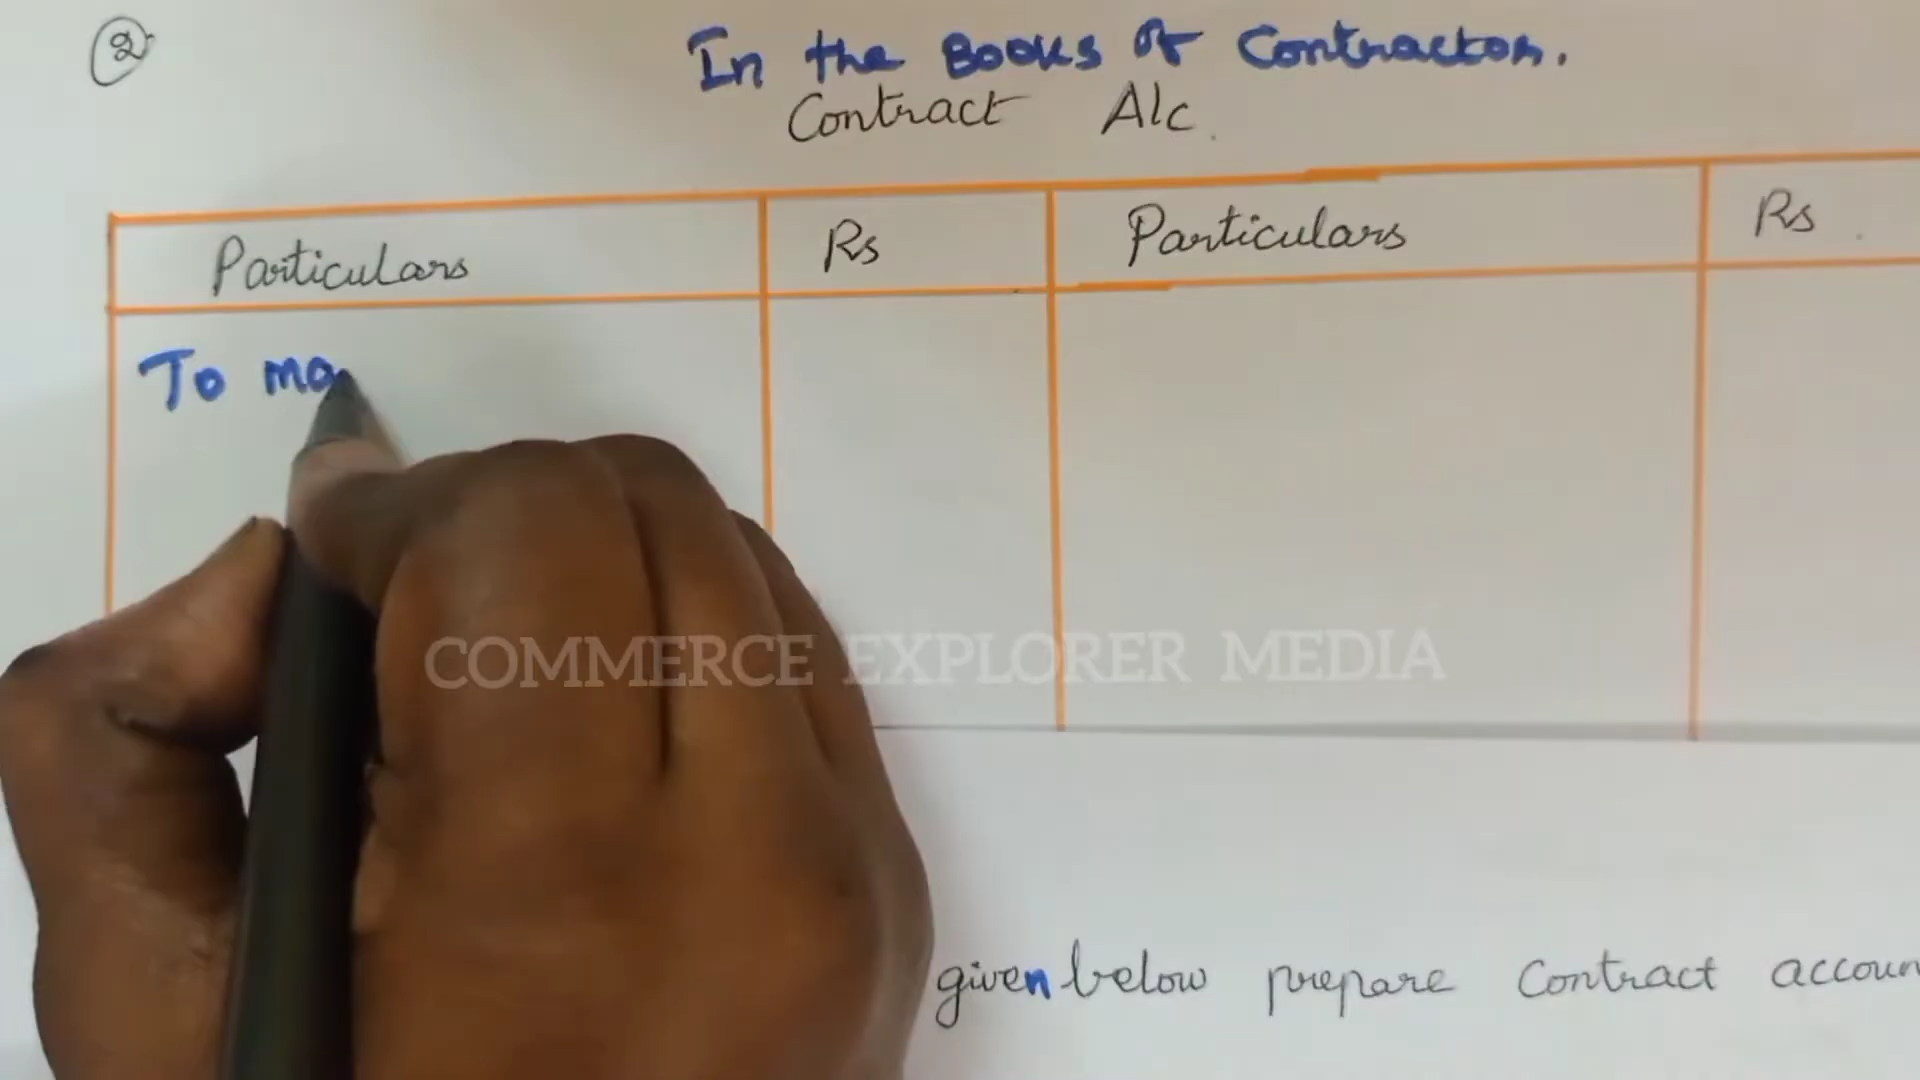 2
In the Books of Contractor.
Contract A/c.
Particulars Rs Particulars Rs
To ma
COMMERCE EXPLORER MEDIA
given below prepare Contract accoun